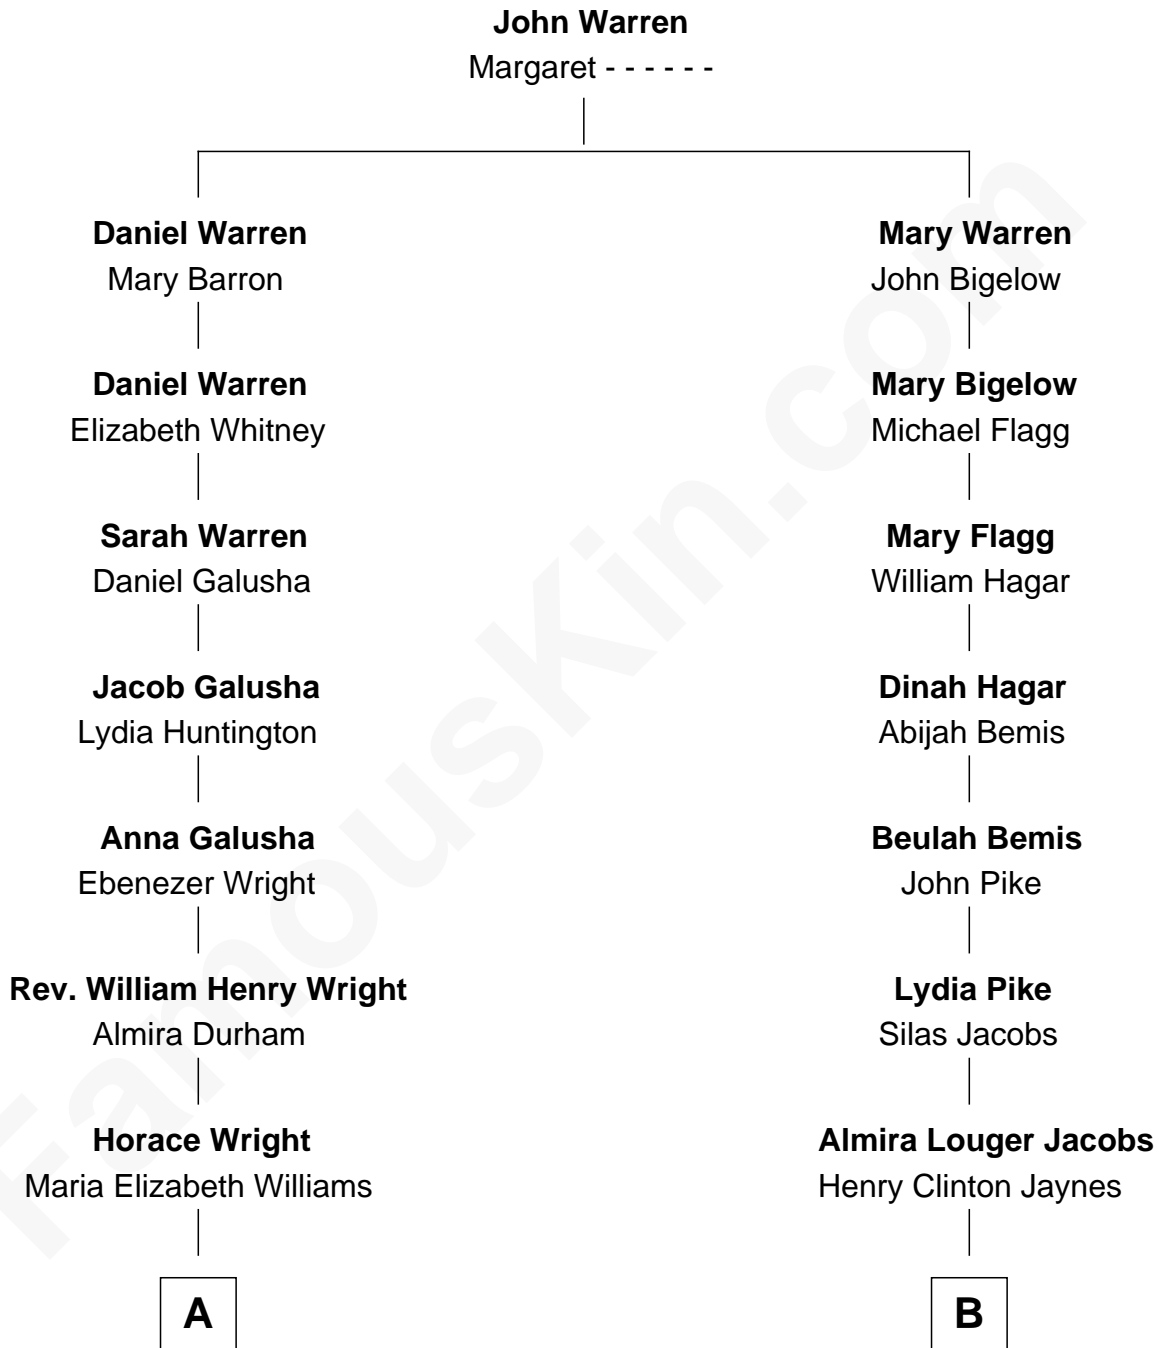 John Warren
Margaret - - - - - -
Daniel Warren
Mary Barron
Mary Warren
John Bigelow
Daniel Warren
Elizabeth Whitney
Mary Bigelow
Michael Flagg
Sarah Warren
Daniel Galusha
Mary Flagg
William Hagar
Jacob Galusha
Lydia Huntington
Dinah Hagar
Abijah Bemis
Anna Galusha
Ebenezer Wright
Beulah Bemis
John Pike
Rev. William Henry Wright
Almira Durham
Lydia Pike
Silas Jacobs
Horace Wright
Maria Elizabeth Williams
Almira Louger Jacobs
Henry Clinton Jaynes
A
B
FamousKin.com